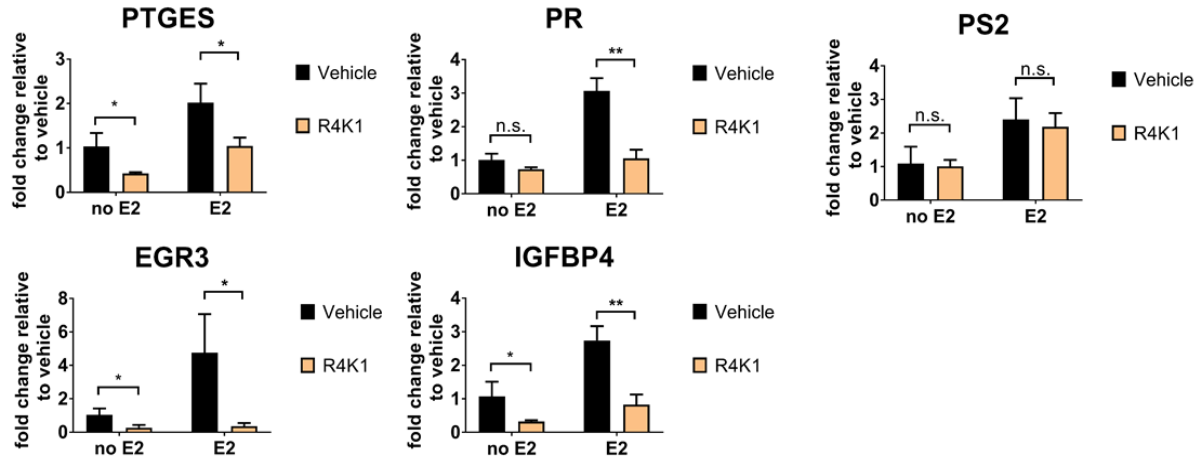 PTGES
fold change relative
to vehicle
3
2
1
0
*
*
no E2
E2
Vehicle
R4K1
PR
fold change relative
to vehicle
4
3
2
1
0
n.s.
**
no E2
E2
Vehicle
R4K1
PS2
fold change relative
to vehicle
4
3
2
1
0
n.s.
n.s.
no E2
E2
Vehicle
R4K1
EGR3
fold change relative
to vehicle
8
6
4
2
0
*
*
no E2
E2
Vehicle
R4K1
IGFBP4
fold change relative
to vehicle
4
3
2
1
0
*
**
no E2
E2
Vehicle
R4K1